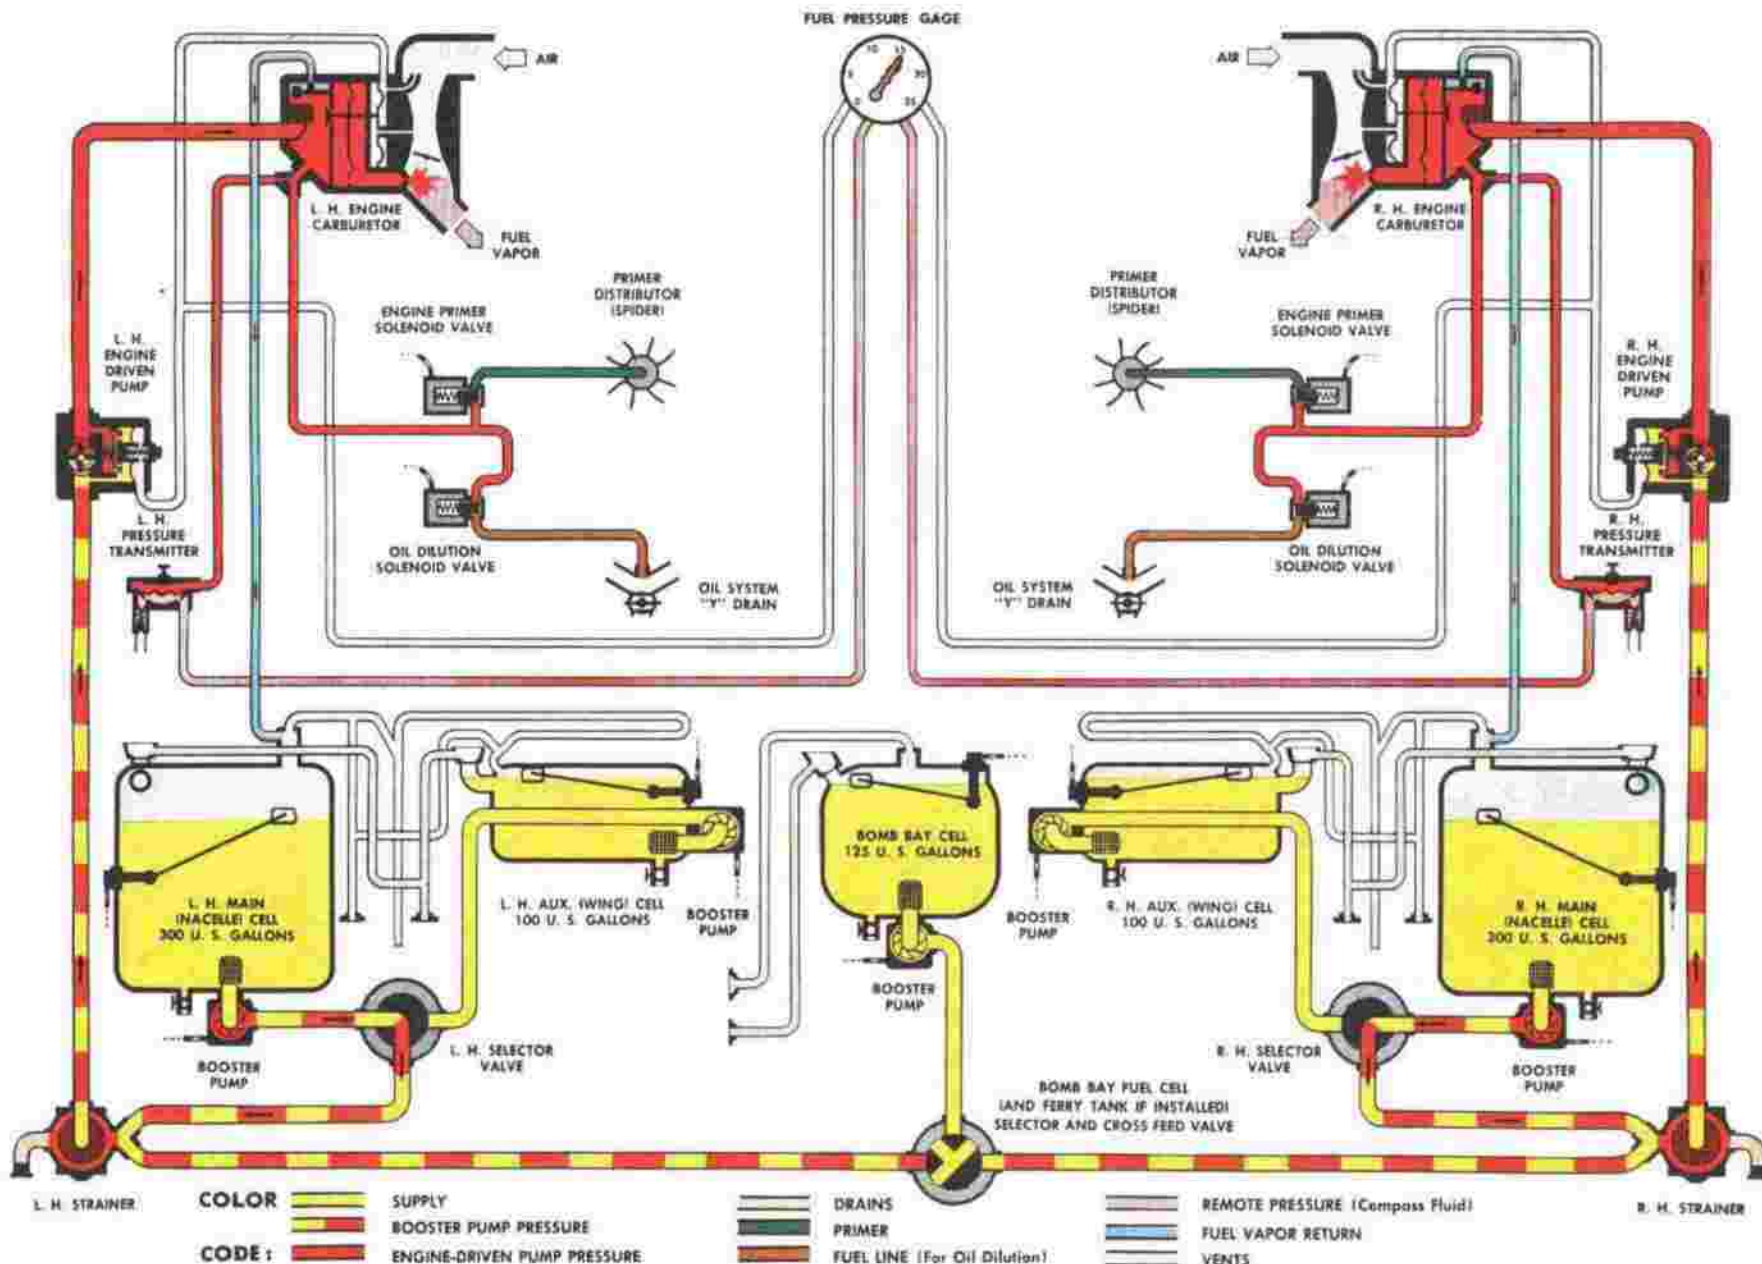 FUEL PRESSURE GAGE
0
5
10
15
20
25
AIR
AIR
L. H. ENGINE
CARBURETOR
R. H. ENGINE
CARBURETOR
FUEL
VAPOR
FUEL
VAPOR
PRIMER
DISTRIBUTOR
(SPIDER)
PRIMER
DISTRIBUTOR
(SPIDER)
ENGINE PRIMER
SOLENOID VALVE
ENGINE PRIMER
SOLENOID VALVE
L. H.
ENGINE
DRIVEN
PUMP
R. H.
ENGINE
DRIVEN
PUMP
L. H.
PRESSURE
TRANSMITTER
R. H.
PRESSURE
TRANSMITTER
OIL DILUTION
SOLENOID VALVE
OIL DILUTION
SOLENOID VALVE
OIL SYSTEM
"Y" DRAIN
OIL SYSTEM
"Y" DRAIN
L. H. MAIN
(NACELLE) CELL
300 U. S. GALLONS
L. H. AUX. (WING) CELL
100 U. S. GALLONS
BOOSTER
PUMP
BOMB BAY CELL
125 U. S. GALLONS
BOOSTER
PUMP
BOOSTER
PUMP
R. H. AUX. (WING) CELL
100 U. S. GALLONS
R. H. MAIN
(NACELLE) CELL
300 U. S. GALLONS
BOOSTER
PUMP
L. H. SELECTOR
VALVE
R. H. SELECTOR
VALVE
BOOSTER
PUMP
BOMB BAY FUEL CELL
(AND FERRY TANK IF INSTALLED)
SELECTOR AND CROSS FEED VALVE
L. H. STRAINER
R. H. STRAINER
COLOR
CODE:
SUPPLY
BOOSTER PUMP PRESSURE
ENGINE-DRIVEN PUMP PRESSURE
DRAINS
PRIMER
FUEL LINE (For Oil Dilution)
REMOTE PRESSURE (Compass Fluid)
FUEL VAPOR RETURN
VENTS